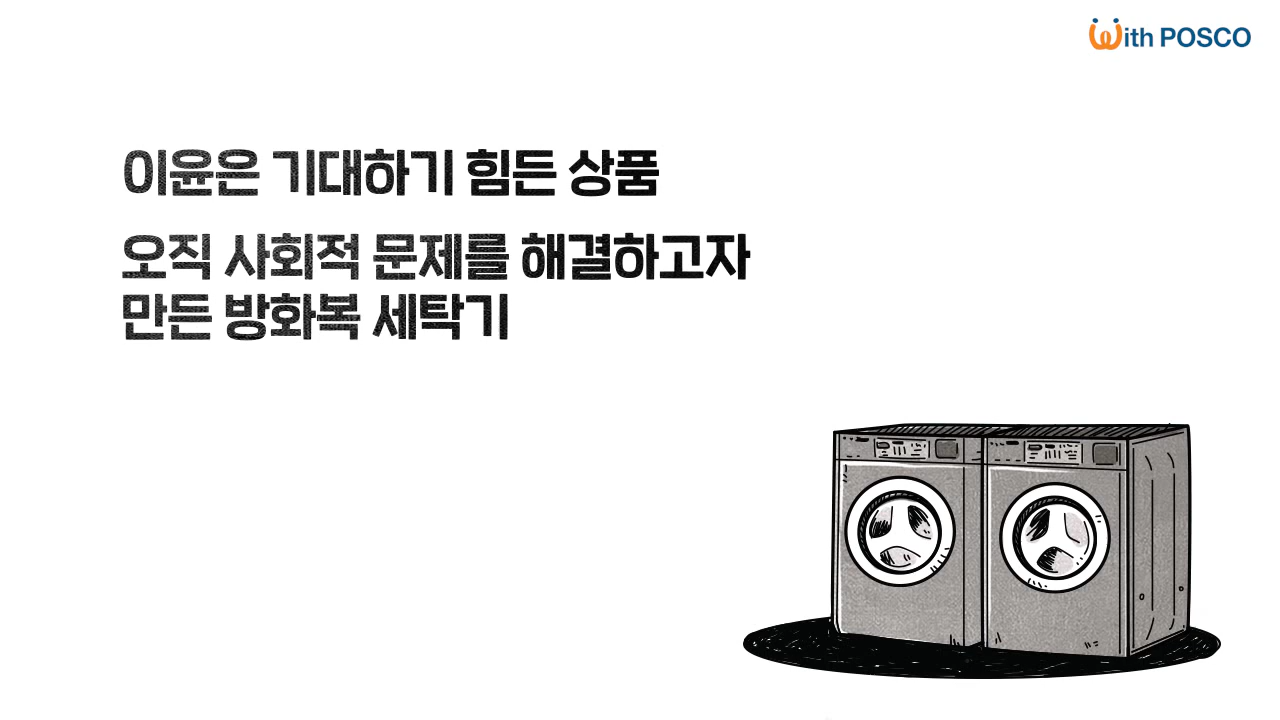 With POSCO
이윤은 기대하기 힘든 상품
오직 사회적 문제를 해결하고자
만든 방화복 세탁기